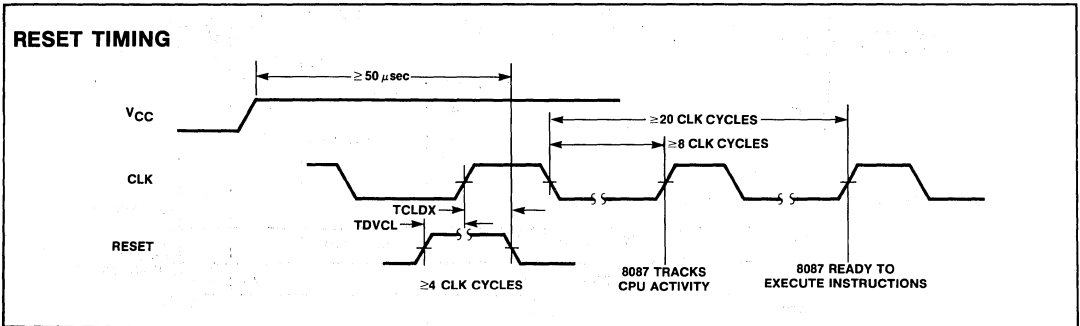 RESET TIMING
≥ 50 μsec
VCC
≥20 CLK CYCLES
≥8 CLK CYCLES
CLK
TCLDX
TDVCL
RESET
≥4 CLK CYCLES
8087 TRACKS
CPU ACTIVITY
8087 READY TO
EXECUTE INSTRUCTIONS